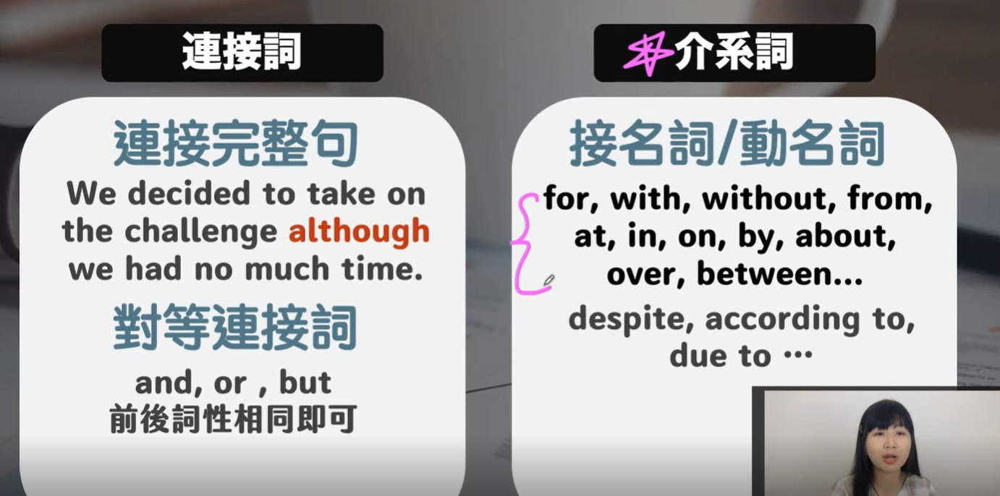 連接詞
連接完整句
We decided to take on
the challenge although
we had no much time.
對等連接詞
and, or , but
前後詞性相同即可
介系詞
接名詞/動名詞
for, with, without, from,
at, in, on, by, about,
over, between...
despite, according to,
due to …